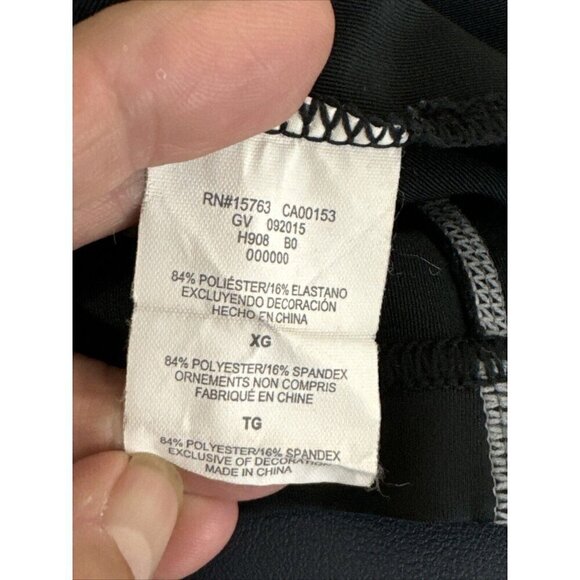 RN#15763 CA00153
GV 092015
H908 B0
000000
84% POLIÉSTER/16% ELASTANO
EXCLUYENDO DECORACIÓN
HECHO EN CHINA
XG
84% POLYESTER/16% SPANDEX
ORNEMENTS NON COMPRIS
FABRIQUÉ EN CHINE
TG
84% POLYESTER/16% SPANDEX
EXCLUSIVE OF DECORATION
MADE IN CHINA